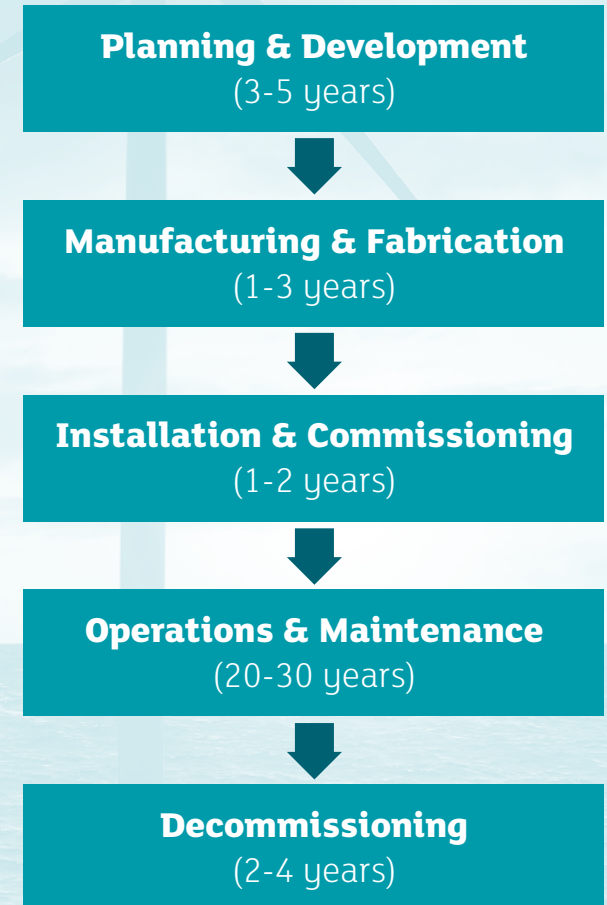 Planning & Development
(3-5 years)
Manufacturing & Fabrication
(1-3 years)
Installation & Commissioning
(1-2 years)
Operations & Maintenance
(20-30 years)
Decommissioning
(2-4 years)